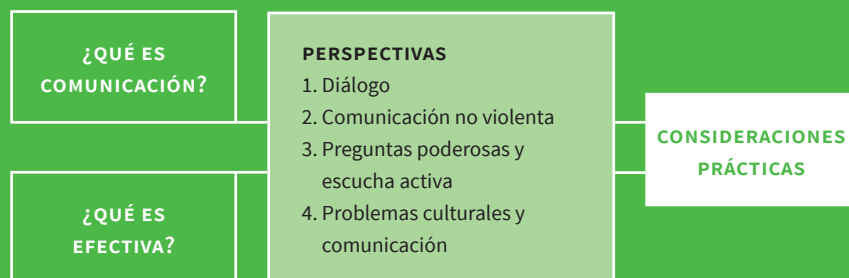 ¿QUÉ ES
COMUNICACIÓN?
¿QUÉ ES
EFECTIVA?
PERSPECTIVAS
1. Diálogo
2. Comunicación no violenta
3. Preguntas poderosas y
escucha activa
4. Problemas culturales y
comunicación
CONSIDERACIONES
PRÁCTICAS